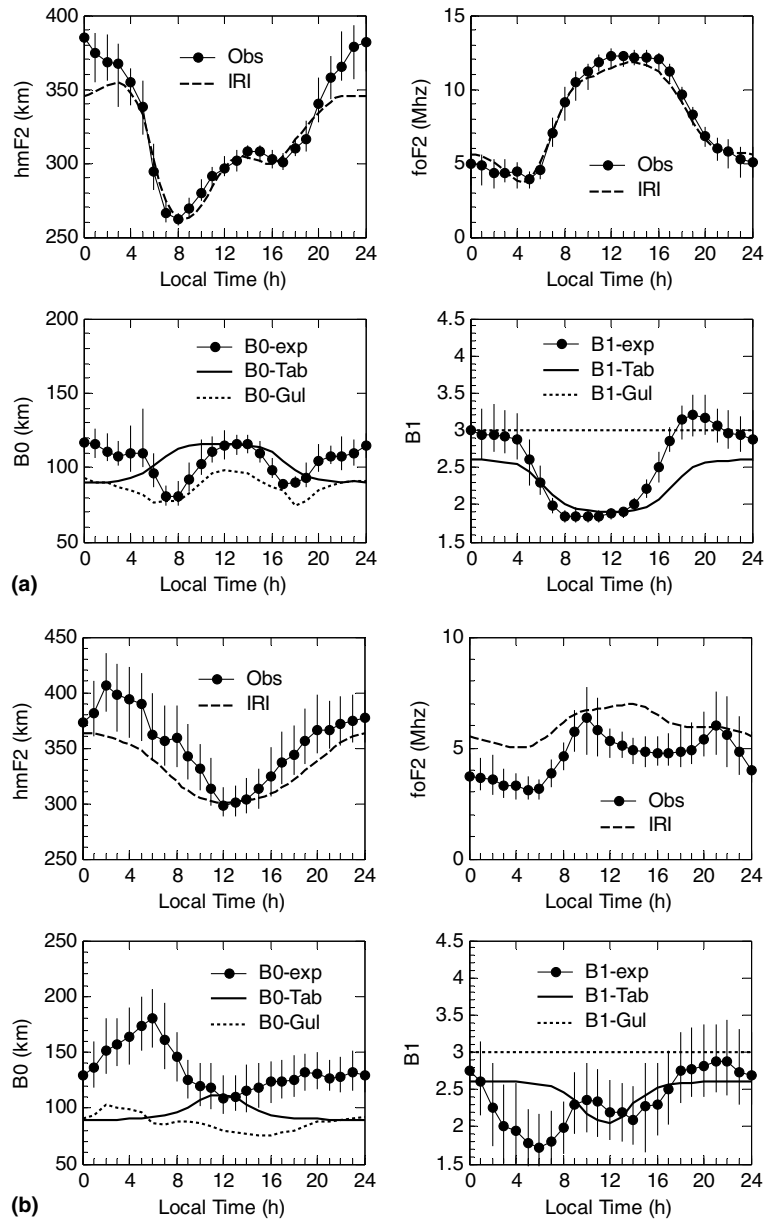 400
350
300
250
hmF2 (km)
Obs
IRI
0 4 8 12 16 20 24
Local Time (h)
15
10
5
0
foF2 (Mhz)
Obs
IRI
0 4 8 12 16 20 24
Local Time (h)
200
150
100
50
B0 (km)
B0-exp
B0-Tab
B0-Gul
0 4 8 12 16 20 24
Local Time (h)
4.5
4
3.5
3
2.5
2
1.5
B1
B1-exp
B1-Tab
B1-Gul
0 4 8 12 16 20 24
Local Time (h)
(a)
450
400
350
300
250
hmF2 (km)
Obs
IRI
0 4 8 12 16 20 24
Local Time (h)
10
5
0
foF2 (Mhz)
Obs
IRI
0 4 8 12 16 20 24
Local Time (h)
250
200
150
100
50
B0 (km)
B0-exp
B0-Tab
B0-Gul
0 4 8 12 16 20 24
Local Time (h)
4.5
4
3.5
3
2.5
2
1.5
B1
B1-exp
B1-Tab
B1-Gul
0 4 8 12 16 20 24
Local Time (h)
(b)